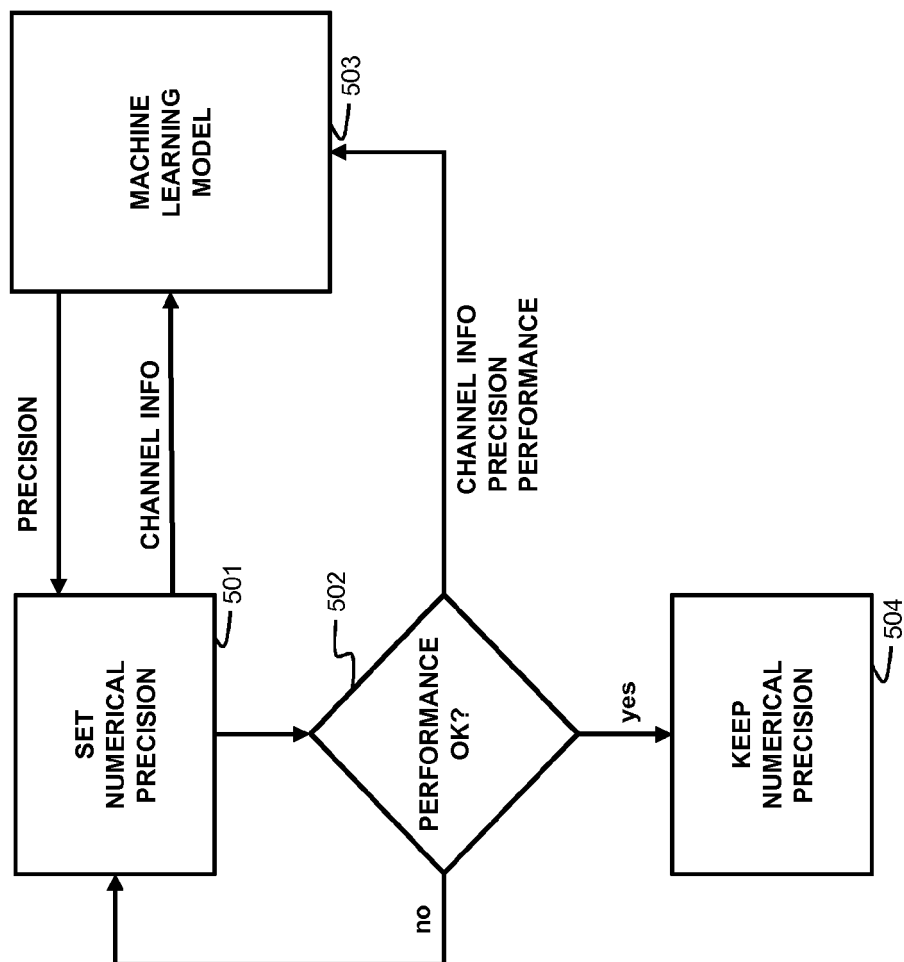 SET
NUMERICAL
PRECISION
501
PRECISION
CHANNEL INFO
MACHINE
LEARNING
MODEL
503
PERFORMANCE
OK?
502
no
yes
CHANNEL INFO
PRECISION
PERFORMANCE
KEEP
NUMERICAL
PRECISION
504